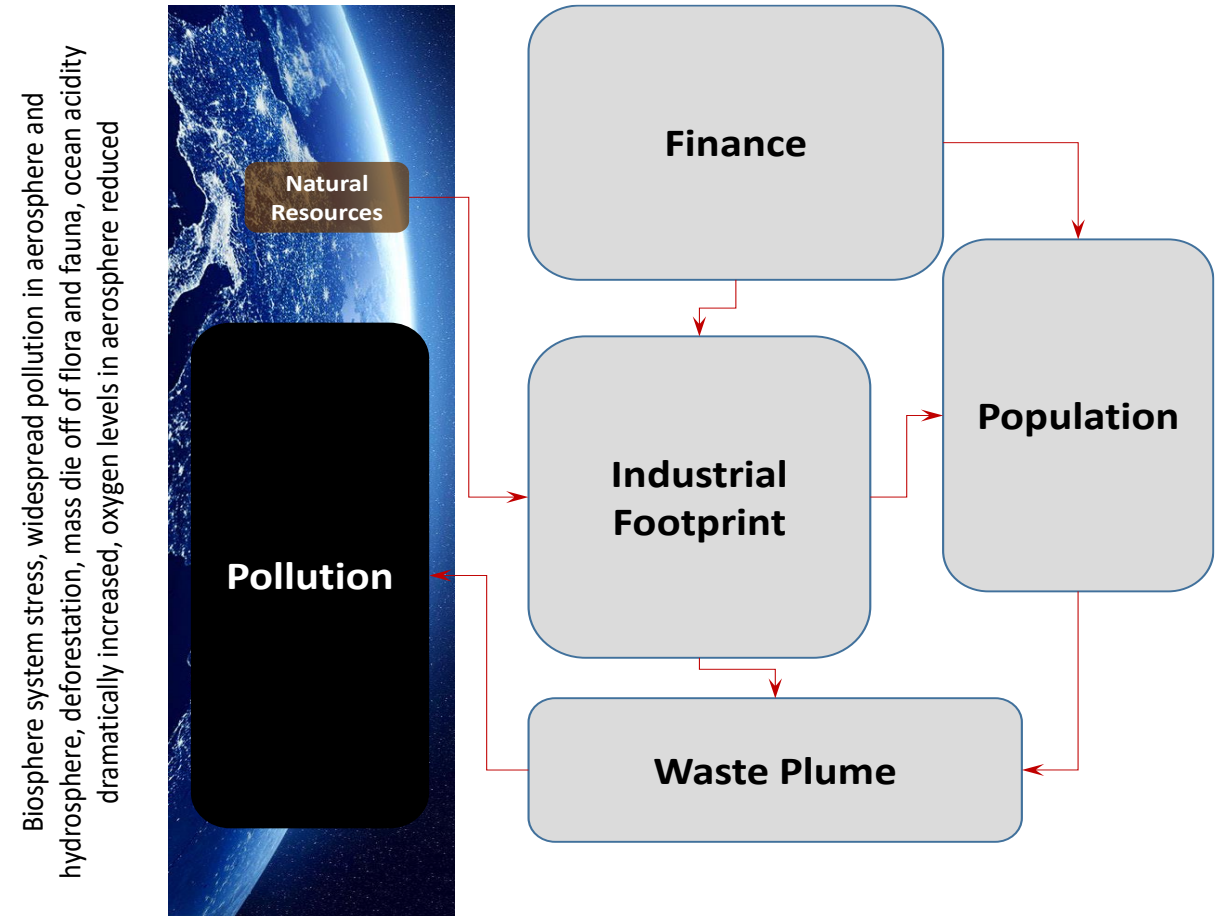 Biosphere system stress, widespread pollution in aerosphere and
hydrosphere, deforestation, mass die off of flora and fauna, ocean acidity
dramatically increased, oxygen levels in aerosphere reduced
Natural
Resources
Finance
Pollution
Industrial
Footprint
Population
Waste Plume